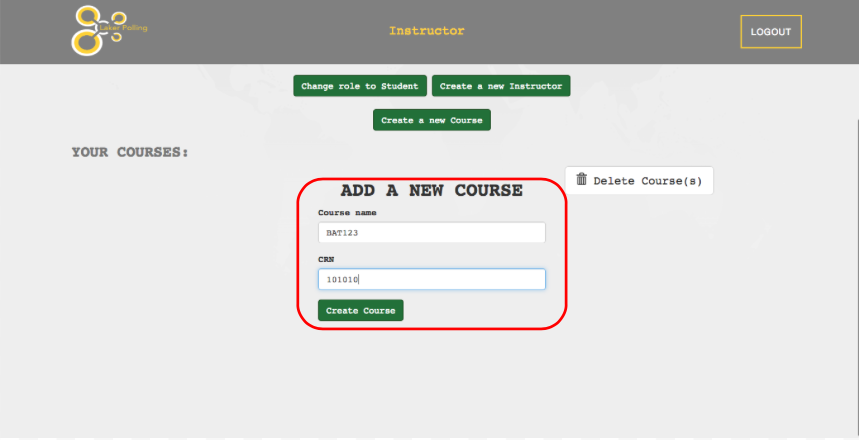 Laker Polling
Instructor
LOGOUT
Change role to Student
Create a new Instructor
Create a new Course
YOUR COURSES:
Delete Course(s)
ADD A NEW COURSE
Course name
BAT123
CRN
101010
Create Course